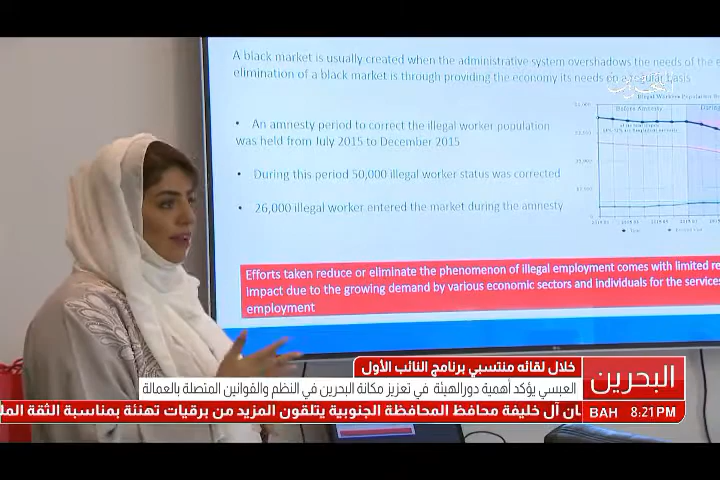 A black market is usually created when the administrative system overshadows the needs of the
elimination of a black market is through providing the economy its needs on a regular basis
• An amnesty period to correct the illegal worker population
was held from July 2015 to December 2015
• During this period 50,000 illegal worker status was corrected
• 26,000 illegal worker entered the market during the amnesty
Before Amnesty
During
Efforts taken reduce or eliminate the phenomenon of illegal employment comes with limited
impact due to the growing demand by various economic sectors and individuals for the services
employment
خلال لقائه منتسبي برنامج النائب الأول
العبسي يؤكد أهمية دورالهيئة في تعزيز مكانة البحرين في النظم والقوانين المتصلة بالعمالة
البحرين
BAH 8:21PM
آل خليفة محافظ المحافظة الجنوبية يتلقون المزيد من برقيات تهنئة بمناسبة الثقة